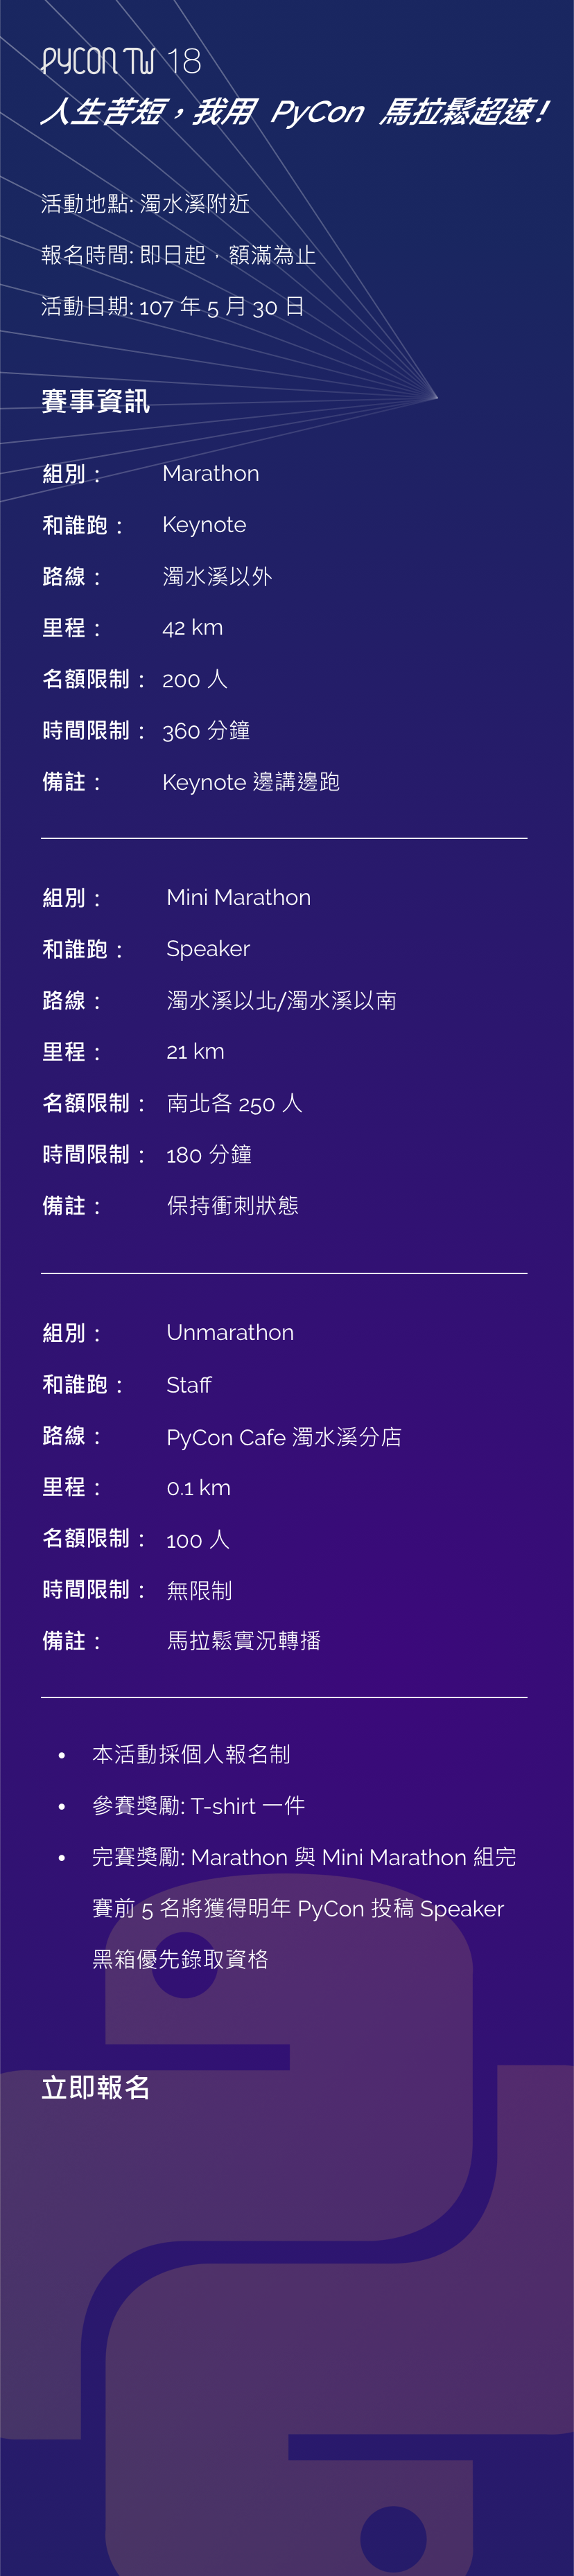 PYCON TW 18
人生苦短，我用 PyCon 馬拉鬆超速!
活動地點: 濁水溪附近
報名時間: 即日起，額滿為止
活動日期: 107 年 5 月 30 日
賽事資訊
組別： Marathon
和誰跑： Keynote
路線： 濁水溪以外
里程： 42 km
名額限制： 200 人
時間限制： 360 分鐘
備註： Keynote 邊講邊跑
組別： Mini Marathon
和誰跑： Speaker
路線： 濁水溪以北/濁水溪以南
里程： 21 km
名額限制： 南北各 250 人
時間限制： 180 分鐘
備註： 保持衝刺狀態
組別： Unmarathon
和誰跑： Staff
路線： PyCon Cafe 濁水溪分店
里程： 0.1 km
名額限制： 100 人
時間限制： 無限制
備註： 馬拉鬆實況轉播
• 本活動採個人報名制
• 參賽獎勵: T-shirt 一件
• 完賽獎勵: Marathon 與 Mini Marathon 組完
賽前 5 名將獲得明年 PyCon 投稿 Speaker
黑箱優先錄取資格
立即報名